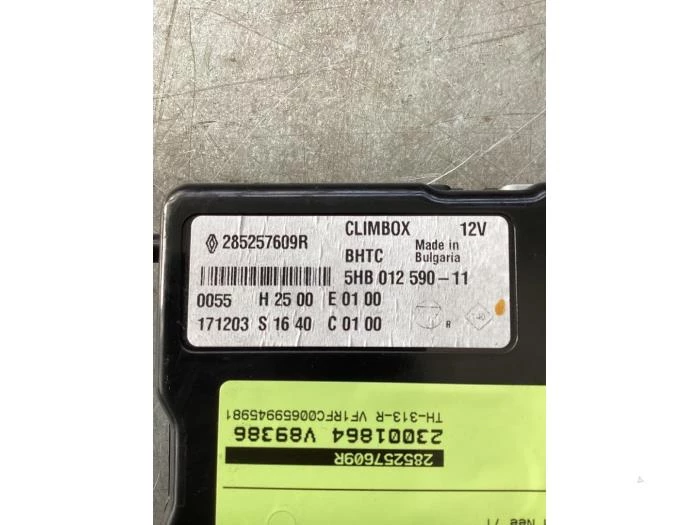 285257609R CLIMBOX 12V
BHTC Made in Bulgaria
5HB 012 590-11
0055 H 25 00 E 01 00
171203 S 16 40 C 01 00
R
TH-313-R VF1RFC00659945981
23001864 V89386
285257609R